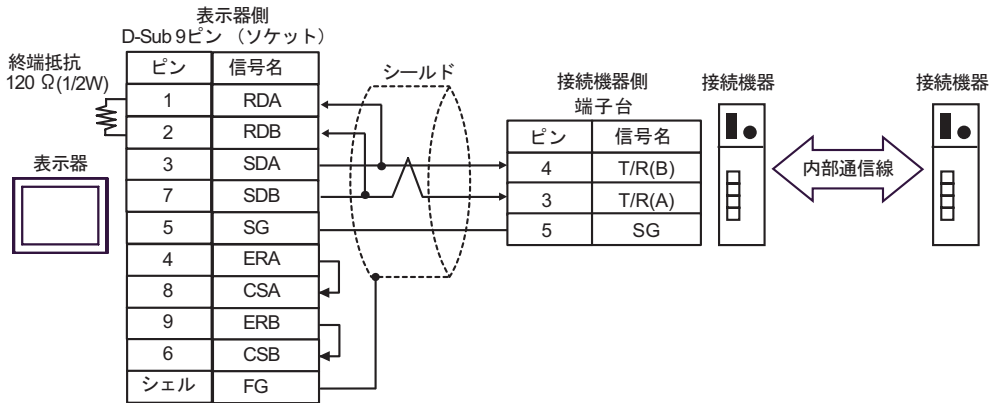 表示器側
D-Sub 9ピン （ソケット）
終端抵抗
120 Ω(1/2W)
表示器
ピン 信号名
1 RDA
2 RDB
3 SDA
7 SDB
5 SG
4 ERA
8 CSA
9 ERB
6 CSB
シェル FG
シールド
接続機器側
端子台
ピン 信号名
4 T/R(B)
3 T/R(A)
5 SG
接続機器
内部通信線
接続機器